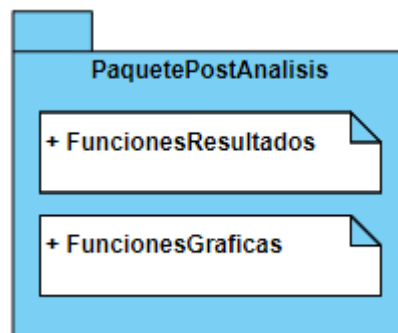 PaquetePostAnalisis
+ FuncionesResultados
+ FuncionesGraficas